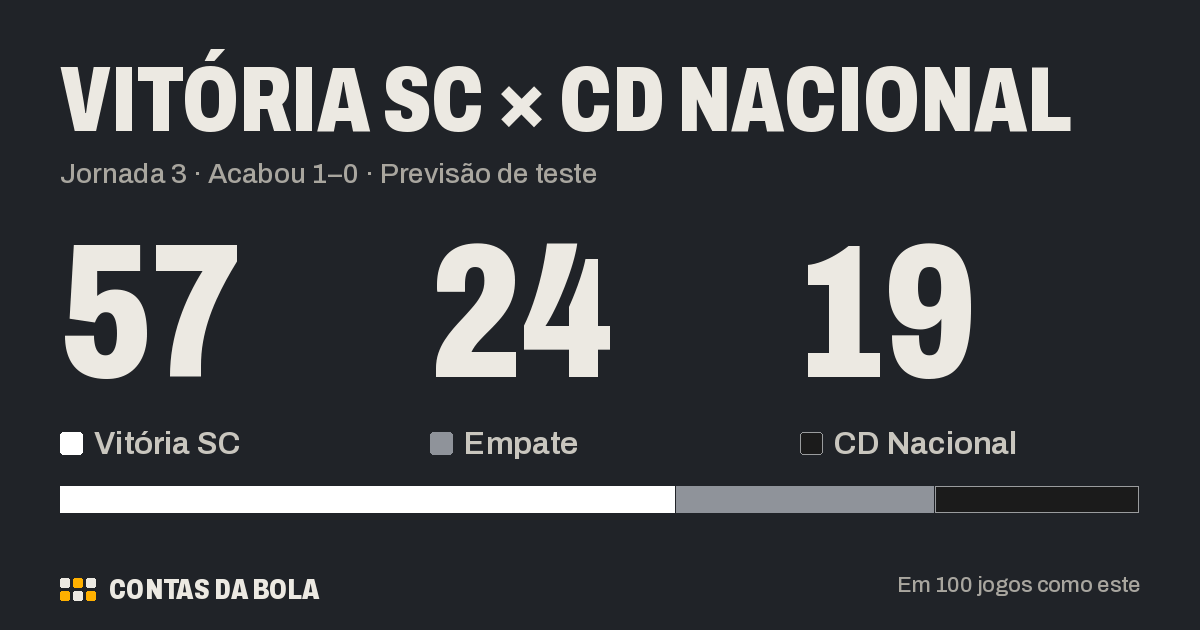 VITÓRIA SC × CD NACIONAL
Jornada 3 · Acabou 1–0 · Previsão de teste
57 24 19
Vitória SC Empate CD Nacional
CONTAS DA BOLA
Em 100 jogos como este